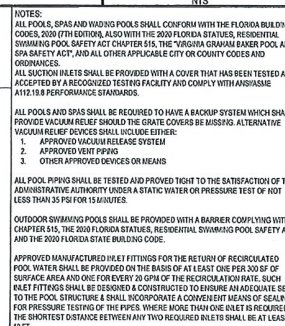 NTS
NOTES:
ALL POOLS, SPAS AND WADING POOLS SHALL CONFORM WITH THE FLORIDA BUILDIN
CODES, 2020 (7TH EDITION), ALSO WITH THE 2020 FLORIDA STATUES, RESIDENTIAL
SWIMMING POOL SAFETY ACT CHAPTER 515, THE "VIRGINIA GRAHAM BAKER POOL A
SPA SAFETY ACT", AND ALL OTHER APPLICABLE CITY OR COUNTY CODES AND
ORDINANCES.
ALL SUCTION INLETS SHALL BE PROVIDED WITH A COVER THAT HAS BEEN TESTED A
ACCEPTED BY A RECOGNIZED TESTING FACILITY AND COMPLY WITH ANSI/ASME
A112.19.8 PERFORMANCE STANDARDS.
ALL POOLS AND SPAS SHALL BE REQUIRED TO HAVE A BACKUP SYSTEM WHICH SHA
PROVIDE VACUUM RELIEF SHOULD THE GRATE COVERS BE MISSING. ALTERNATIVE
VACUUM RELIEF DEVICES SHALL INCLUDE EITHER:
1. APPROVED VACUUM RELEASE SYSTEM
2. APPROVED VENT PIPING
3. OTHER APPROVED DEVICES OR MEANS
ALL POOL PIPING SHALL BE TESTED AND PROVED TIGHT TO THE SATISFACTION OF T
ADMINISTRATIVE AUTHORITY UNDER A STATIC WATER OR PRESSURE TEST OF NOT
LESS THAN 35 PSI FOR 15 MINUTES.
OUTDOOR SWIMMING POOLS SHALL BE PROVIDED WITH A BARRIER COMPLYING WIT
CHAPTER 515, THE 2020 FLORIDA STATUES, RESIDENTIAL SWIMMING POOL SAFETY A
AND THE 2020 FLORIDA STATE BUILDING CODE.
APPROVED MANUFACTURED INLET FITTINGS FOR THE RETURN OF RECIRCULATED
POOL WATER SHALL BE PROVIDED ON THE BASIS OF AT LEAST ONE PER 300 SF OF
SURFACE AREA AND ONE FOR EVERY 20 GPM OF THE RECIRCULATION RATE. SUCH
INLET FITTINGS SHALL BE DESIGNED & CONSTRUCTED TO ENSURE AN ADEQUATE SE
TO THE POOL STRUCTURE & SHALL INCORPORATE A CONVENIENT MEANS OF SEALIN
FOR PRESSURE TESTING OF THE PIPES. WHERE MORE THAN ONE INLET IS REQUIRED
THE SHORTEST DISTANCE BETWEEN ANY TWO REQUIRED INLETS SHALL BE AT LEAS